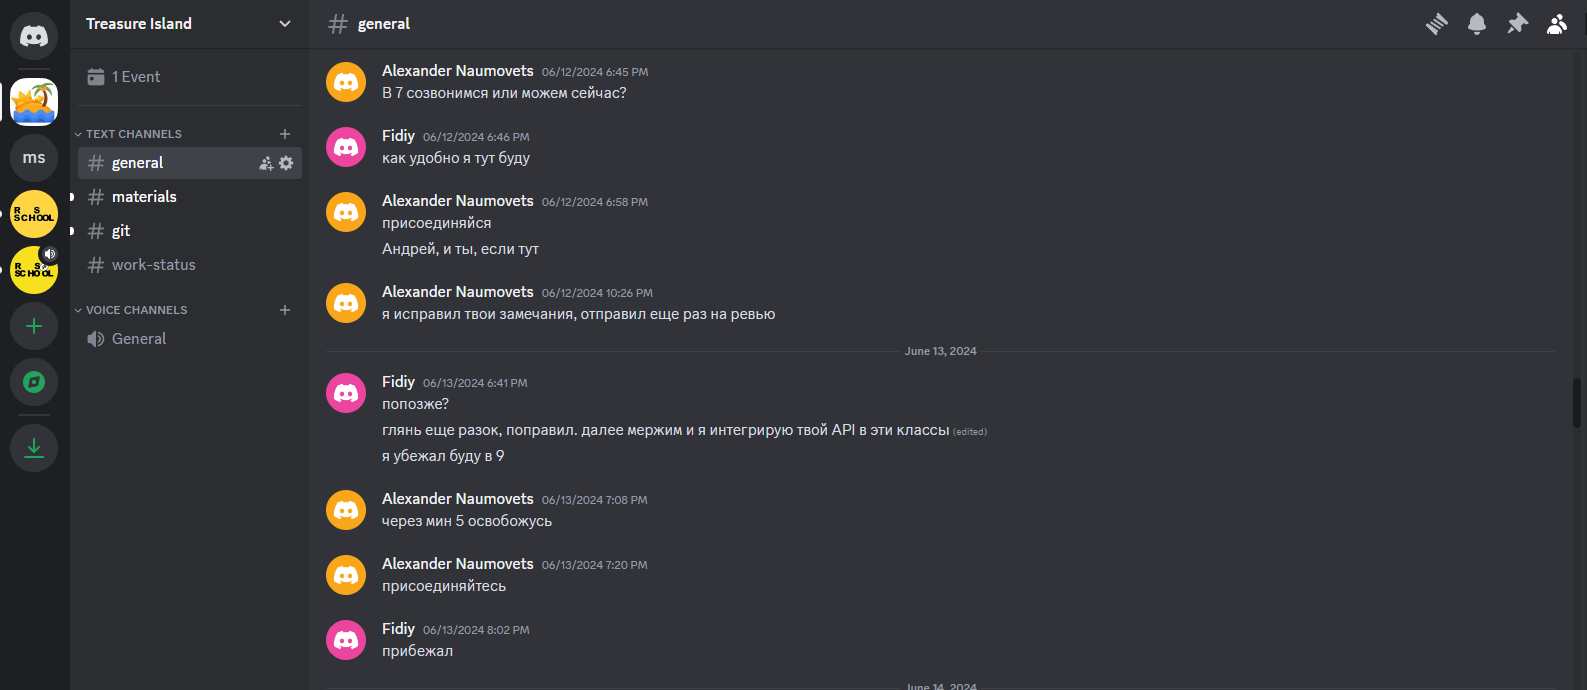 Treasure Island
1 Event
TEXT CHANNELS
general
materials
git
work-status
VOICE CHANNELS
General
ms
R S
SCHOOL
R S
SCHOOL
general
Alexander Naumovets 06/12/2024 6:45 PM
В 7 созвонимся или можем сейчас?
Fidiy 06/12/2024 6:46 PM
как удобно я тут буду
Alexander Naumovets 06/12/2024 6:58 PM
присоединяйся
Андрей, и ты, если тут
Alexander Naumovets 06/12/2024 10:26 PM
я исправил твои замечания, отправил еще раз на ревью
June 13, 2024
Fidiy 06/13/2024 6:41 PM
попозже?
глянь еще разок, поправил. далее мержим и я интегрирую твой API в эти классы (edited)
я убежал буду в 9
Alexander Naumovets 06/13/2024 7:08 PM
через мин 5 освобожусь
Alexander Naumovets 06/13/2024 7:20 PM
присоединяйтесь
Fidiy 06/13/2024 8:02 PM
прибежал
June 14, 2024